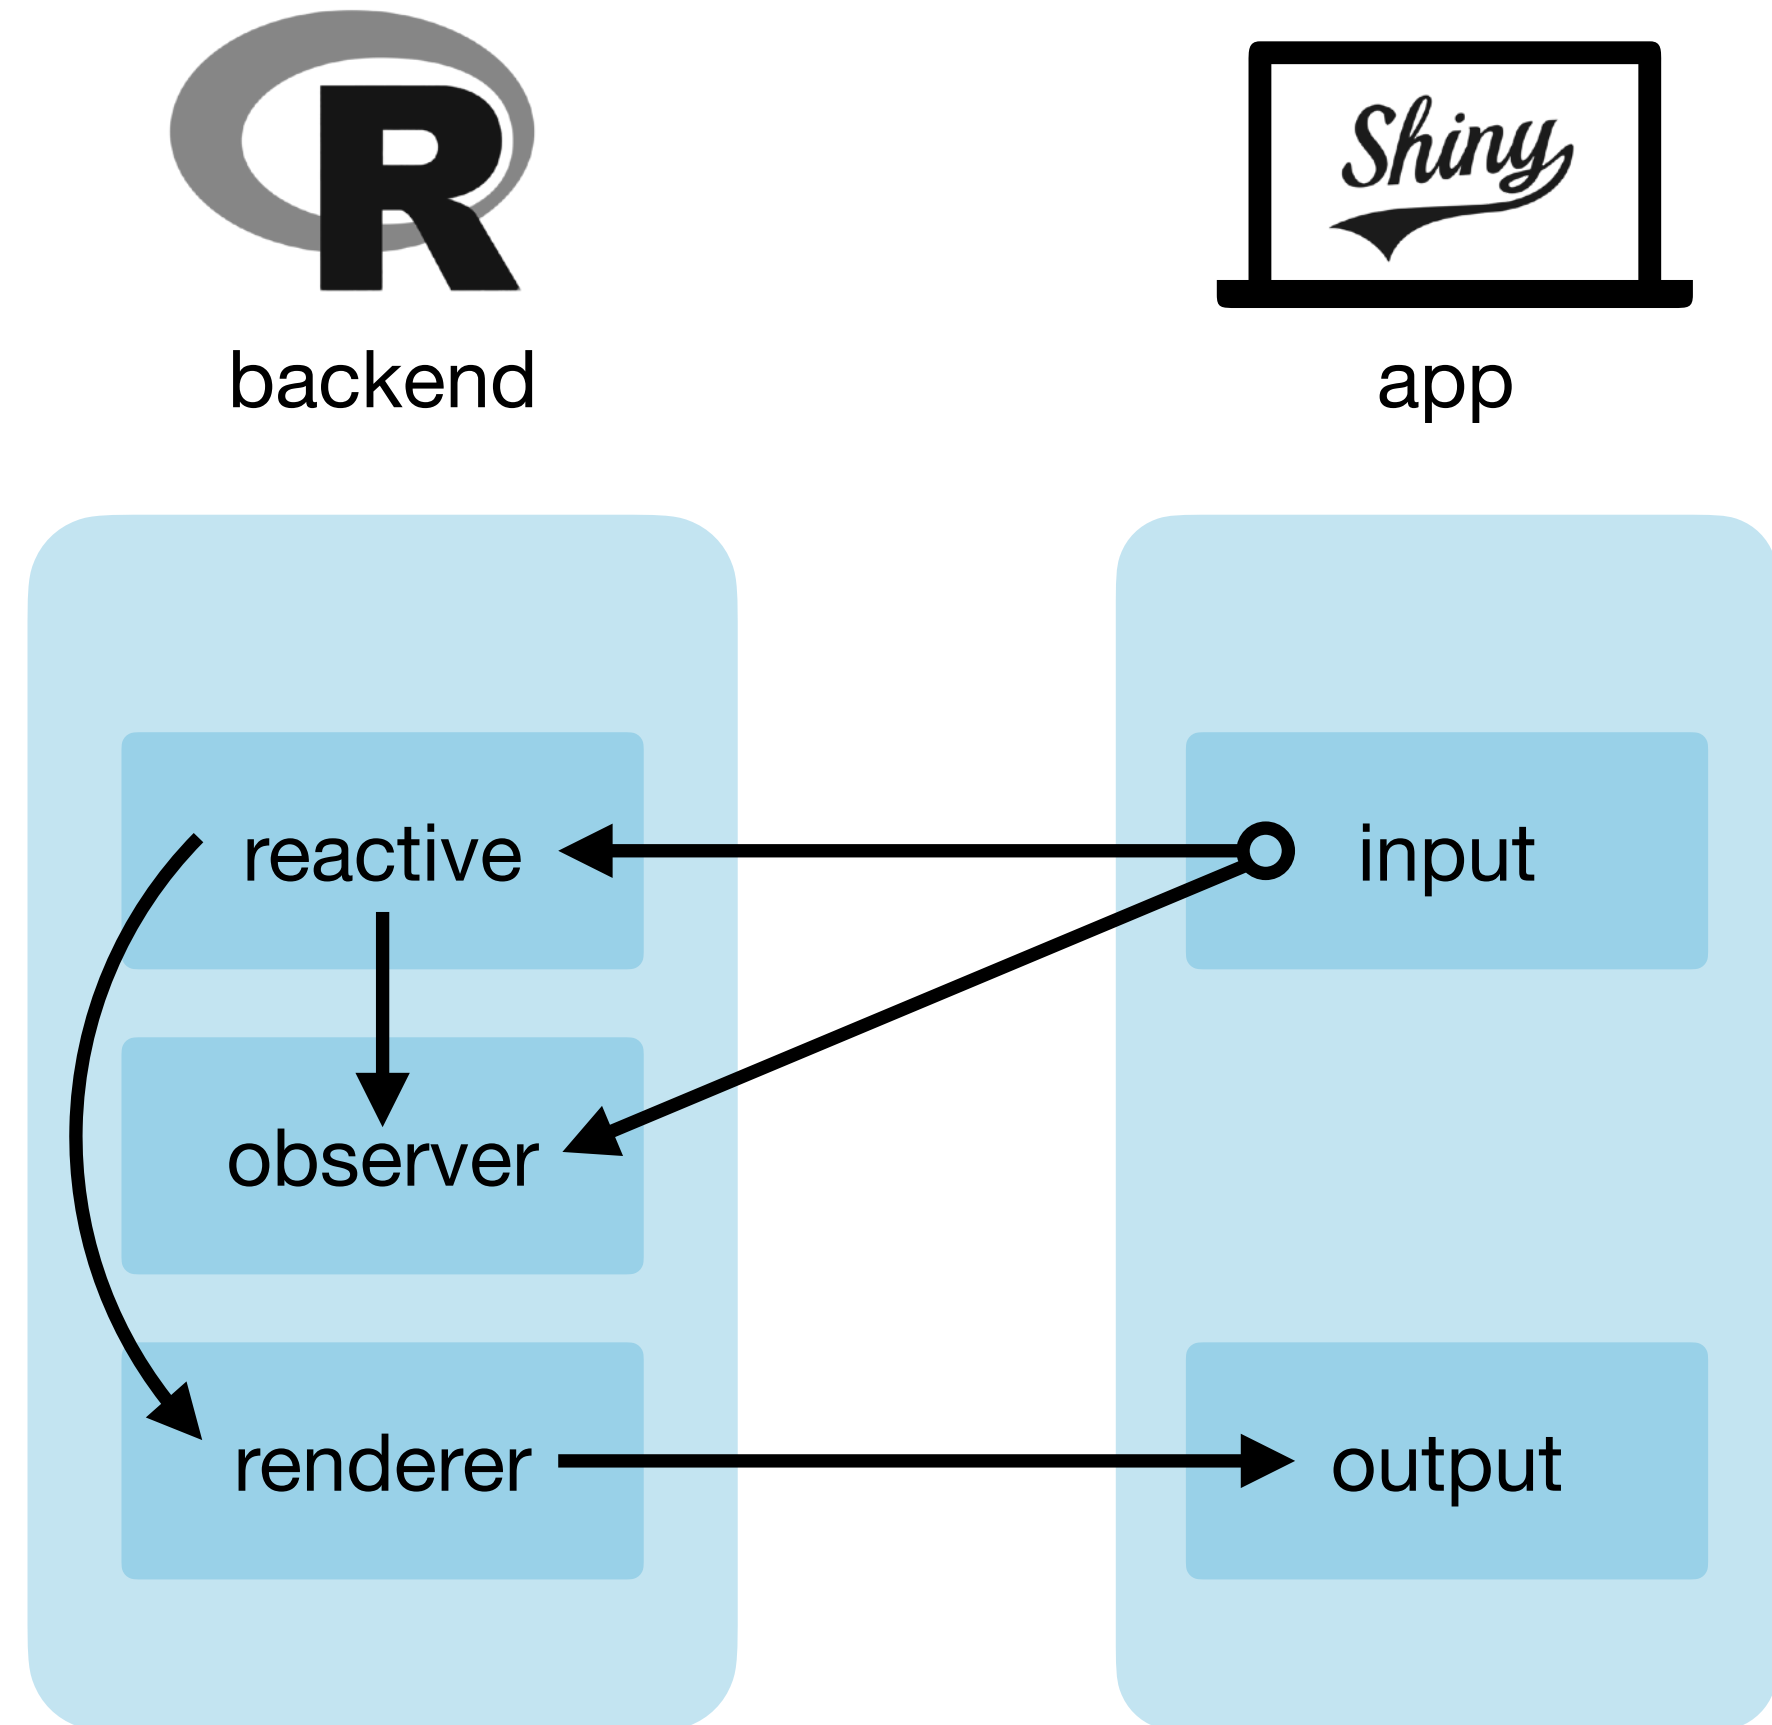 R
Shiny
backend
app
reactive
input
observer
renderer
output